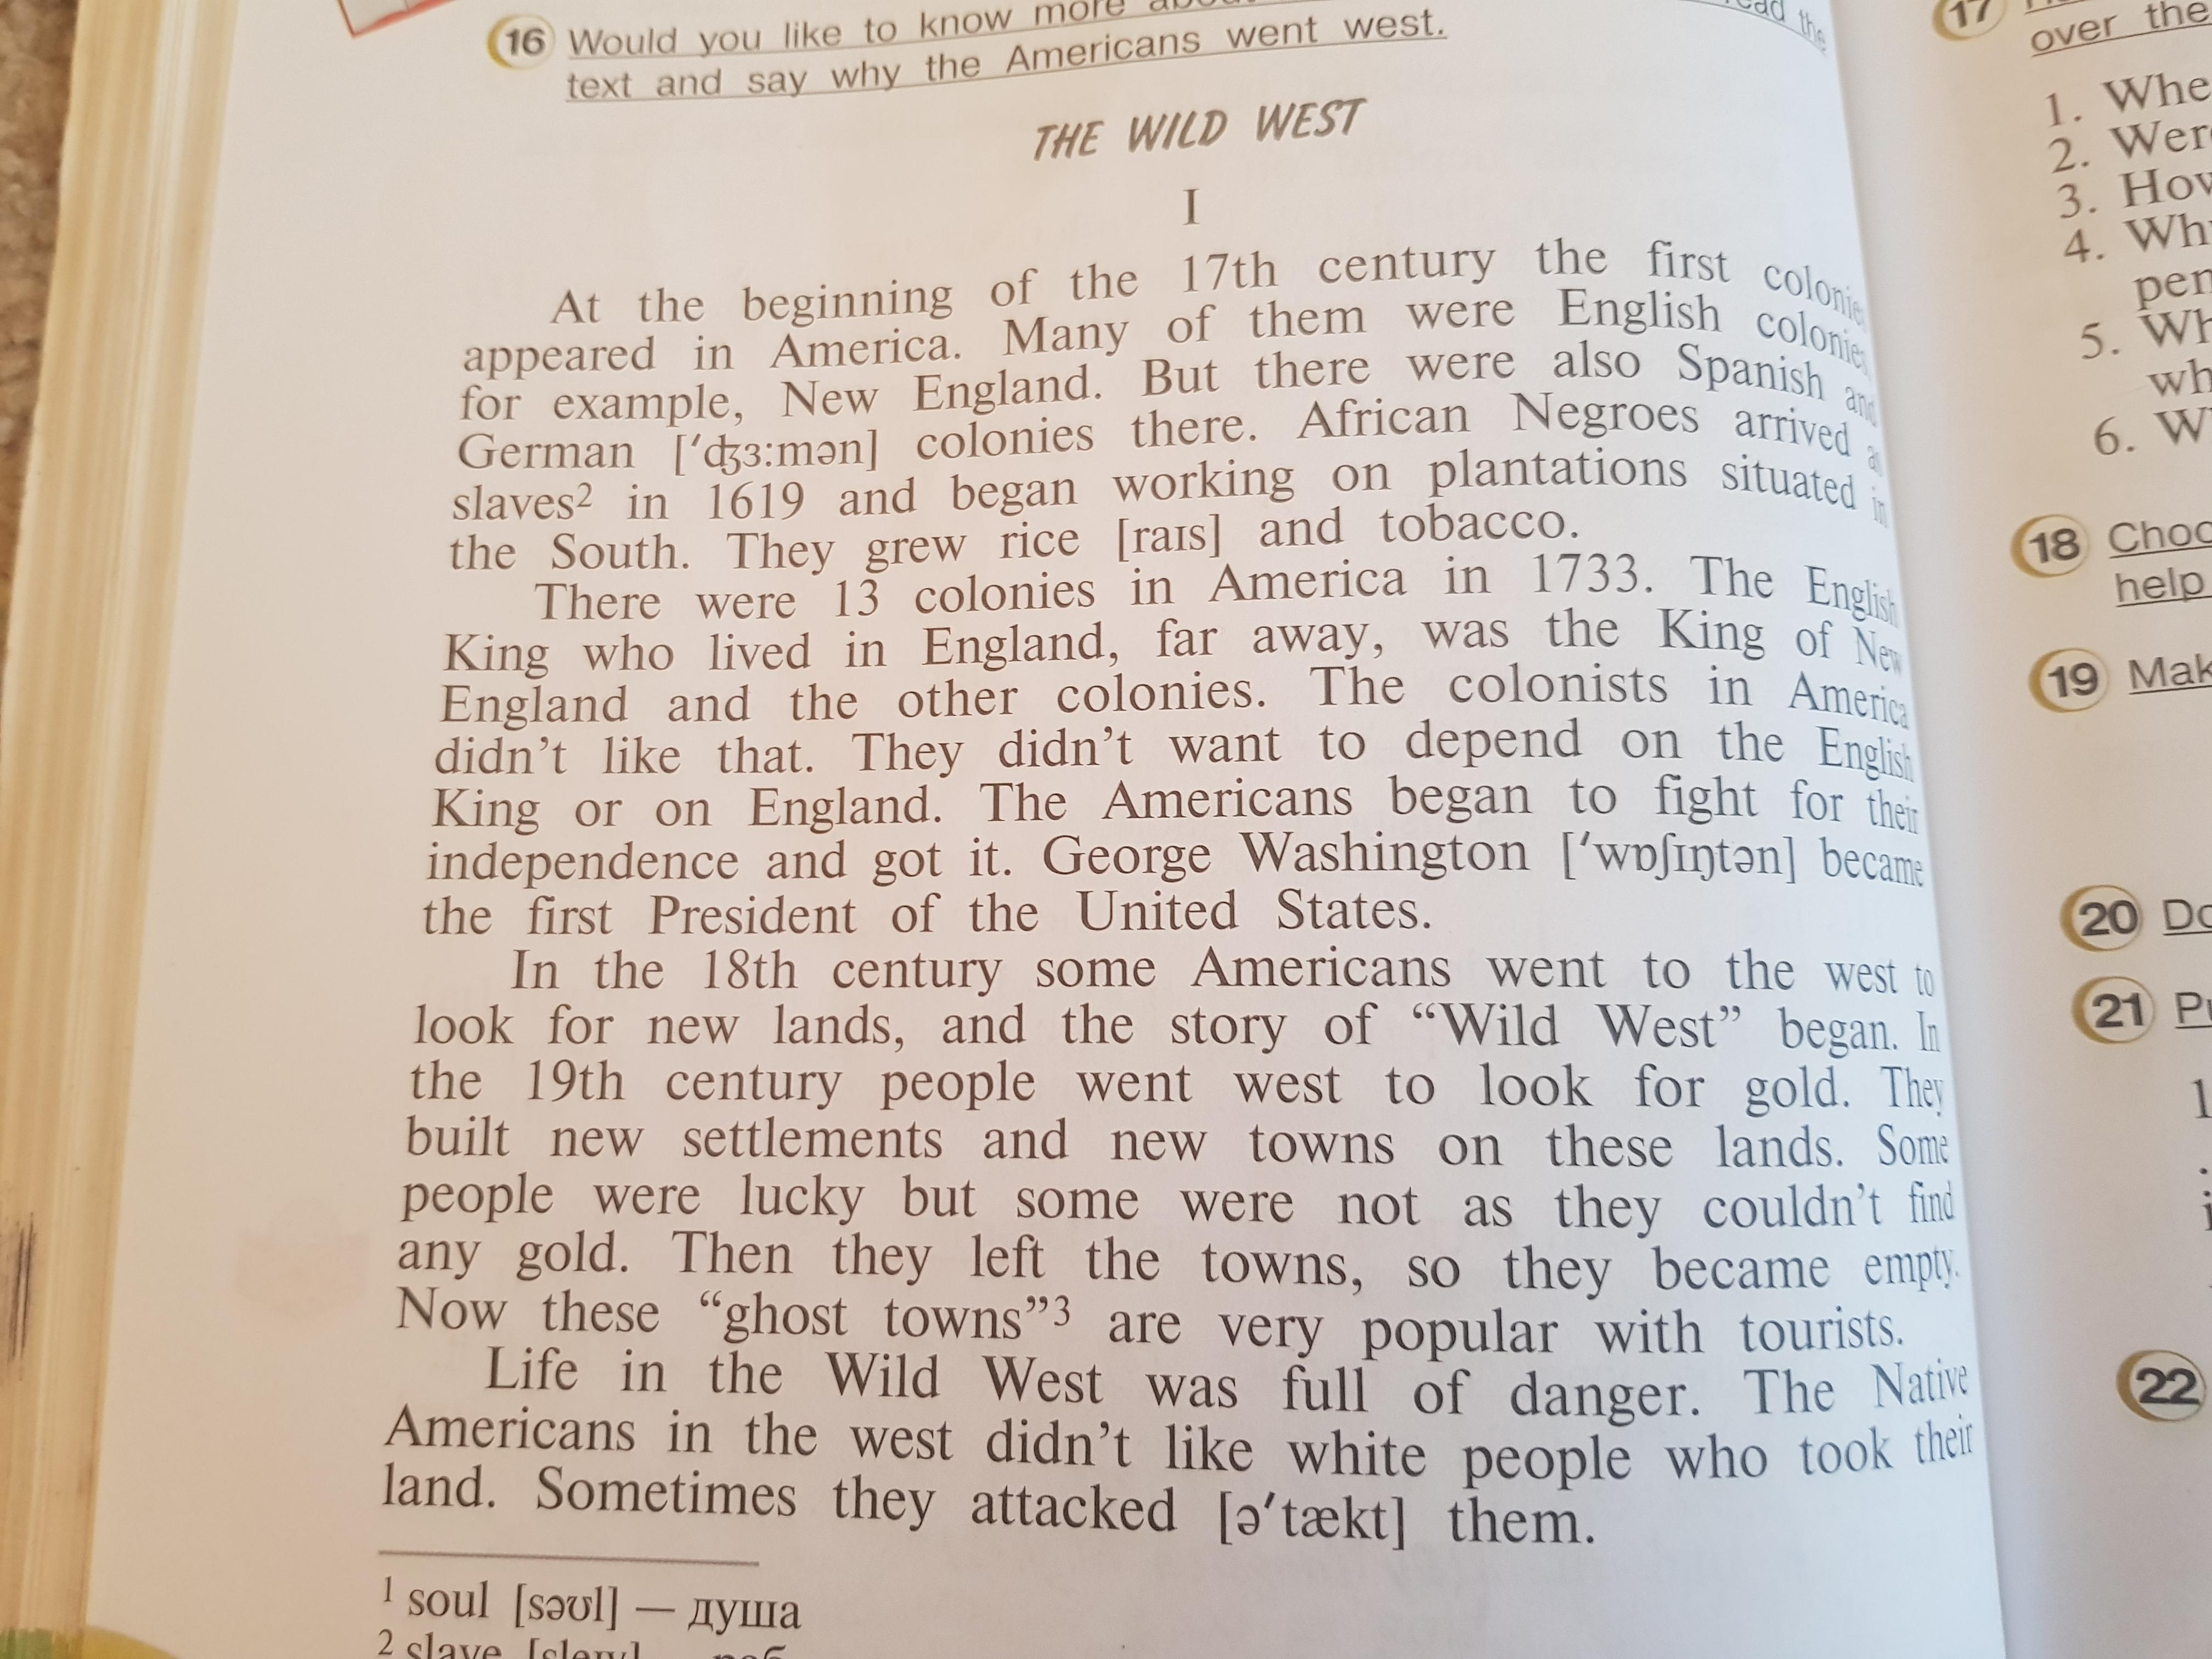 16 Would you like to know more
text and say why the Americans went west.
THE WILD WEST
I
At the beginning of the 17th century the first colonies
appeared in America. Many of them were English colonies,
for example, New England. But there were also Spanish and
German [ʹʤɜ:mən] colonies there. African Negroes arrived as
slaves² in 1619 and began working on plantations situated in
the South. They grew rice [raɪs] and tobacco.
There were 13 colonies in America in 1733. The English
King who lived in England, far away, was the King of New
England and the other colonies. The colonists in America
didn’t like that. They didn’t want to depend on the English
King or on England. The Americans began to fight for their
independence and got it. George Washington [ʹwɒʃɪŋtən] became
the first President of the United States.
In the 18th century some Americans went to the west to
look for new lands, and the story of “Wild West” began. In
the 19th century people went west to look for gold. They
built new settlements and new towns on these lands. Some
people were lucky but some were not as they couldn’t find
any gold. Then they left the towns, so they became empty.
Now these “ghost towns”³ are very popular with tourists.
Life in the Wild West was full of danger. The Native
Americans in the west didn’t like white people who took their
land. Sometimes they attacked [əʹtækt] them.
¹ soul [səʊl] — душа
² slave
17
over the
1. Whe
2. Wer
3. How
4. Wh
pen
5. Wh
wh
6. W
18 Choo
help
19 Mak
20 Do
21 Pu
1
22